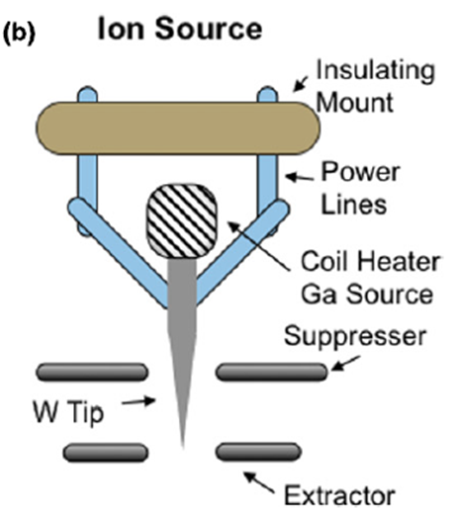 (b) Ion Source
Insulating
Mount
Power
Lines
Coil Heater
Ga Source
Suppresser
W Tip
Extractor